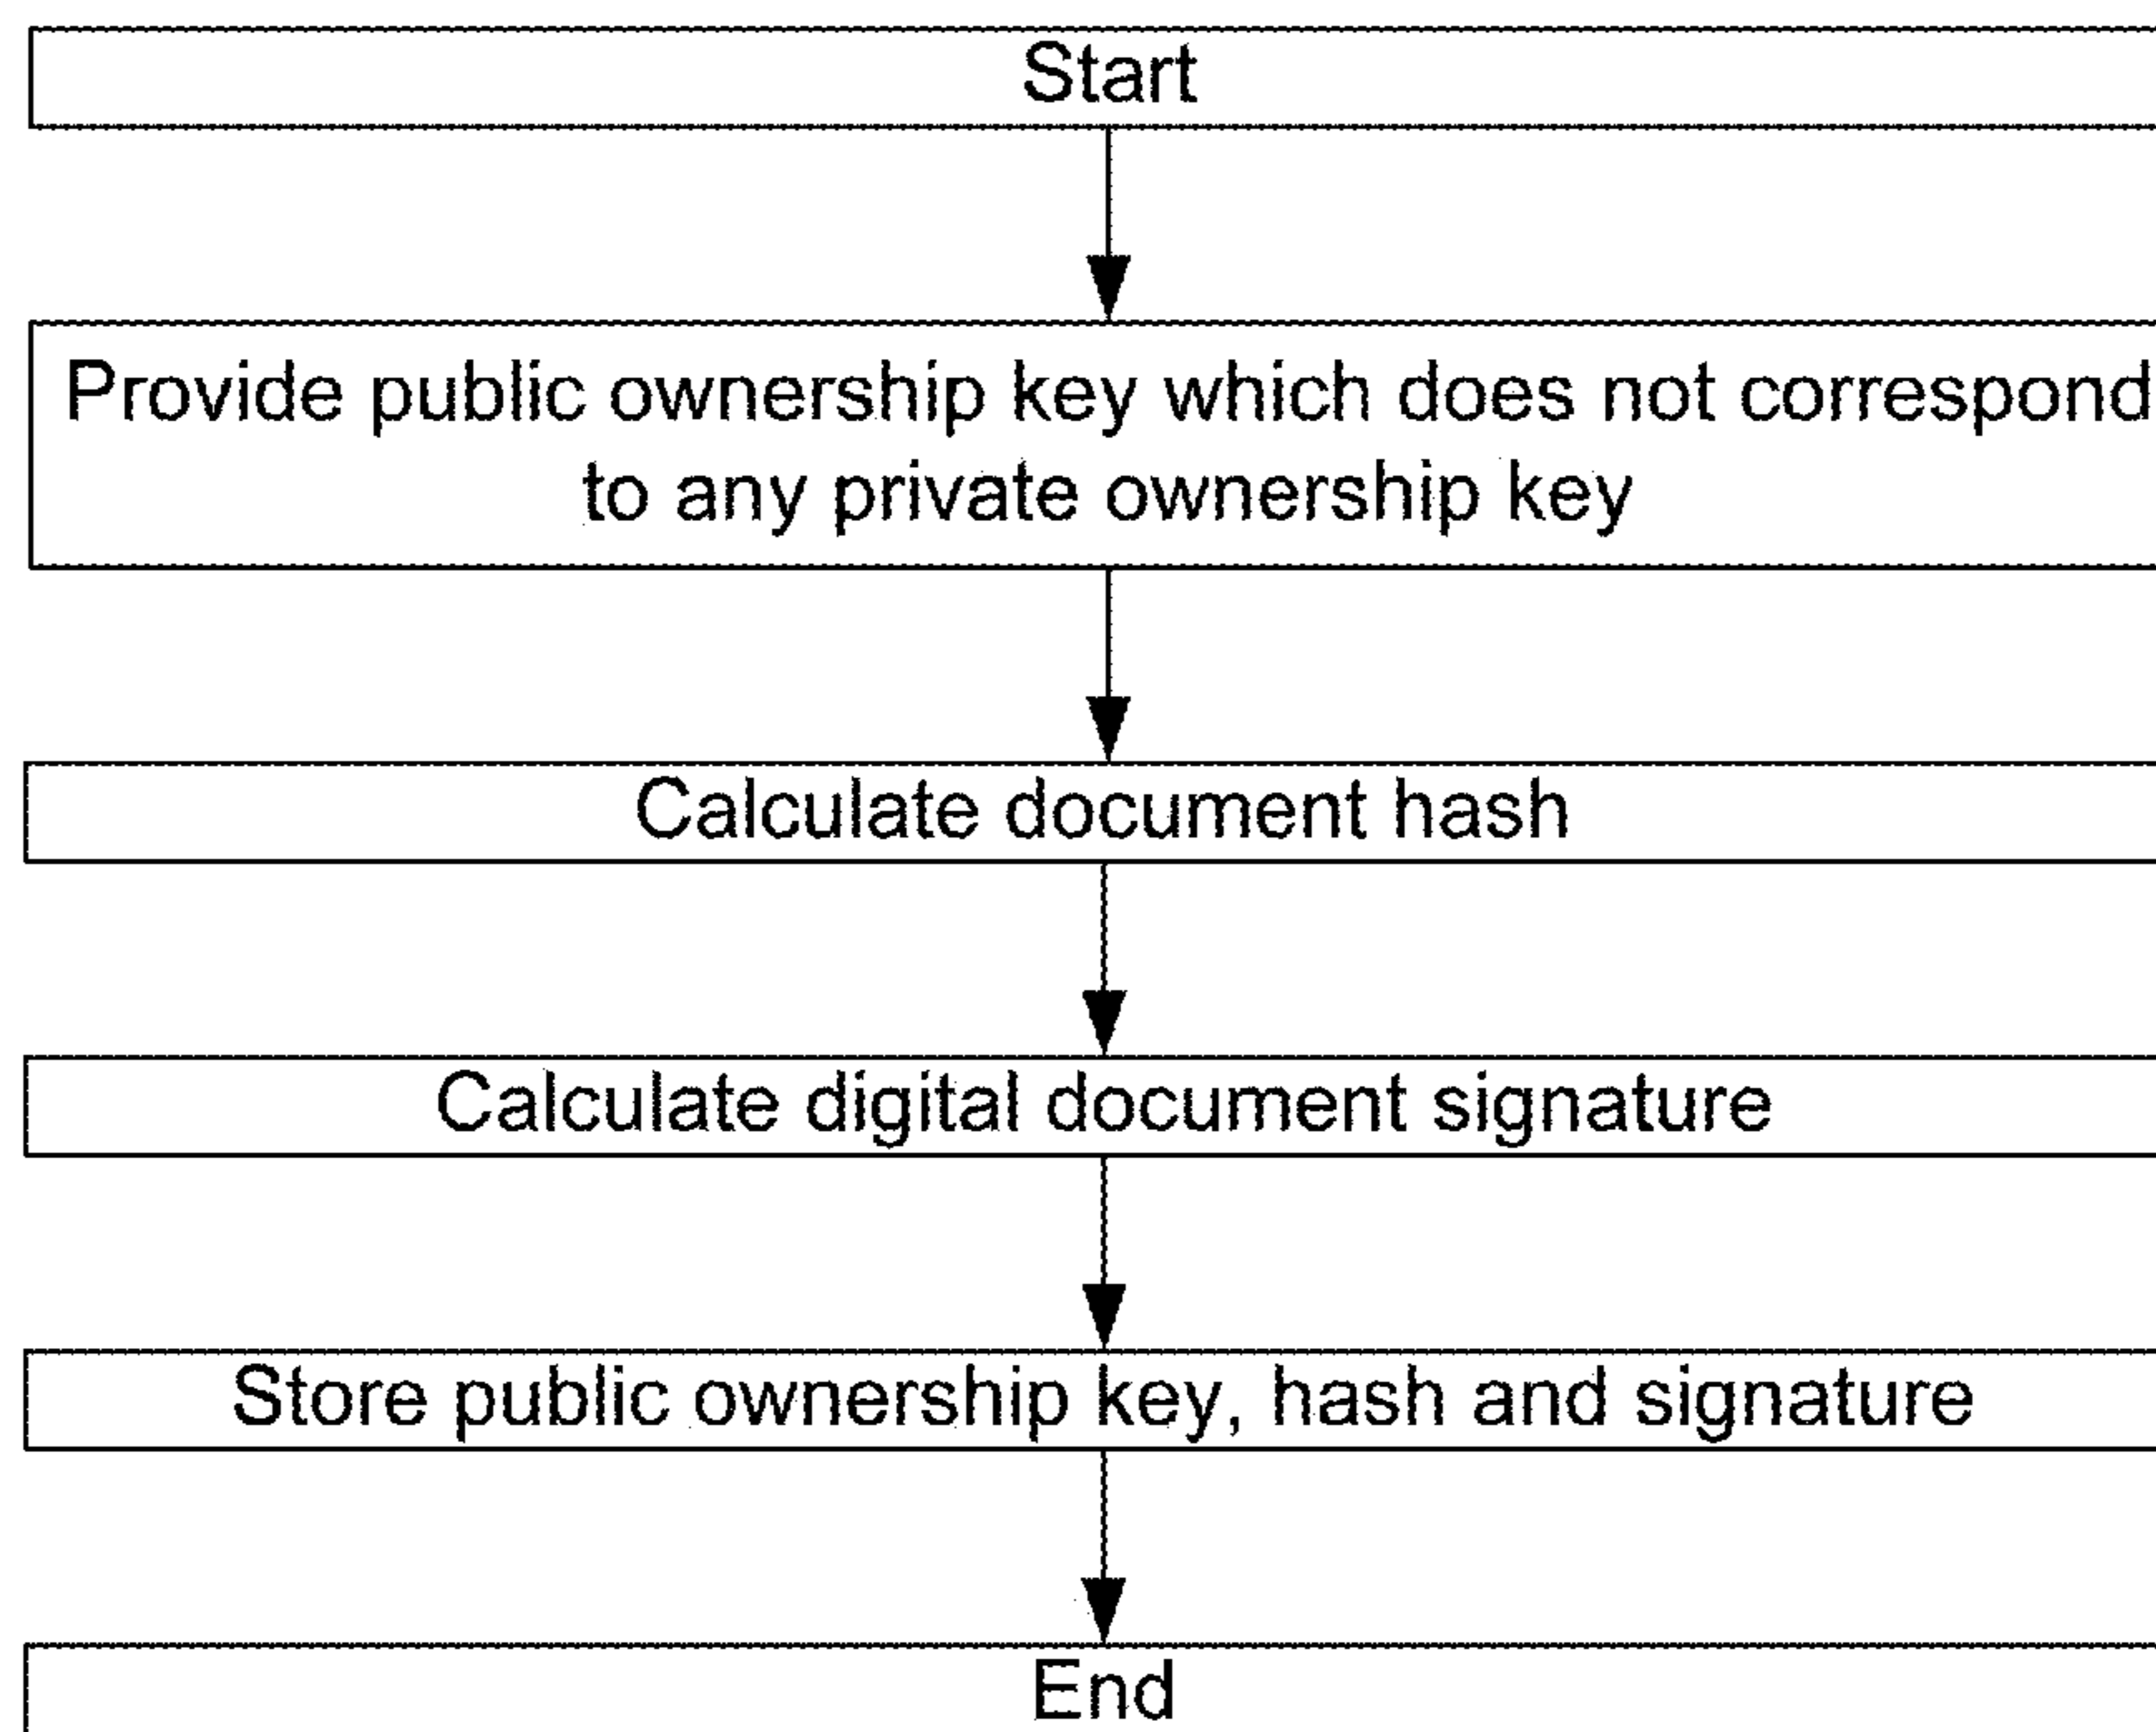 Start
Provide public ownership key which does not correspond
to any private ownership key
Calculate document hash
Calculate digital document signature
Store public ownership key, hash and signature
End